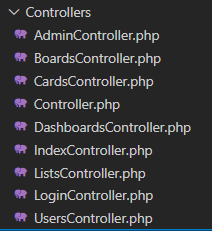 Controllers
AdminController.php
BoardsController.php
CardsController.php
Controller.php
DashboardsController.php
IndexController.php
ListsController.php
LoginController.php
UsersController.php